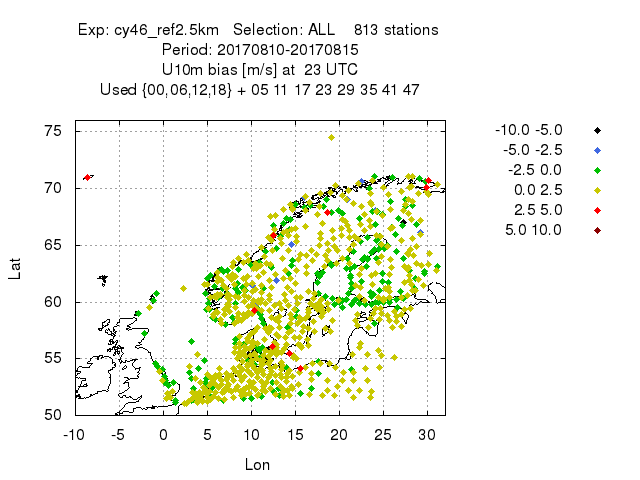 Exp: cy46_ref2.5km Selection: ALL 813 stations
Period: 20170810-20170815
U10m bias [m/s] at 23 UTC
Used {00,06,12,18} + 05 11 17 23 29 35 41 47
-10.0 -5.0
-5.0 -2.5
-2.5 0.0
0.0 2.5
2.5 5.0
5.0 10.0
75
70
65
60
55
50
Lat
-10 -5 0 5 10 15 20 25 30
Lon